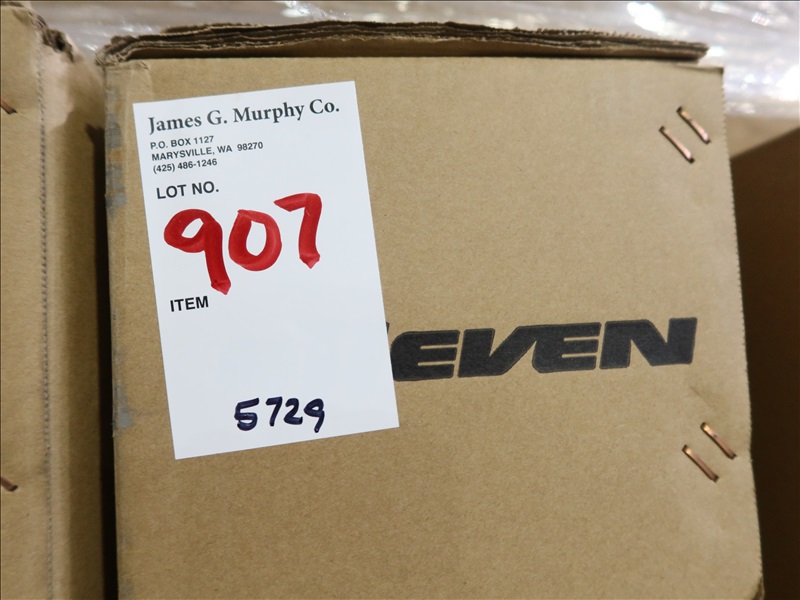 James G. Murphy Co.
P.O. BOX 1127
MARYSVILLE, WA 98270
(425) 486-1246
LOT NO.
907
ITEM
5729
EVEN